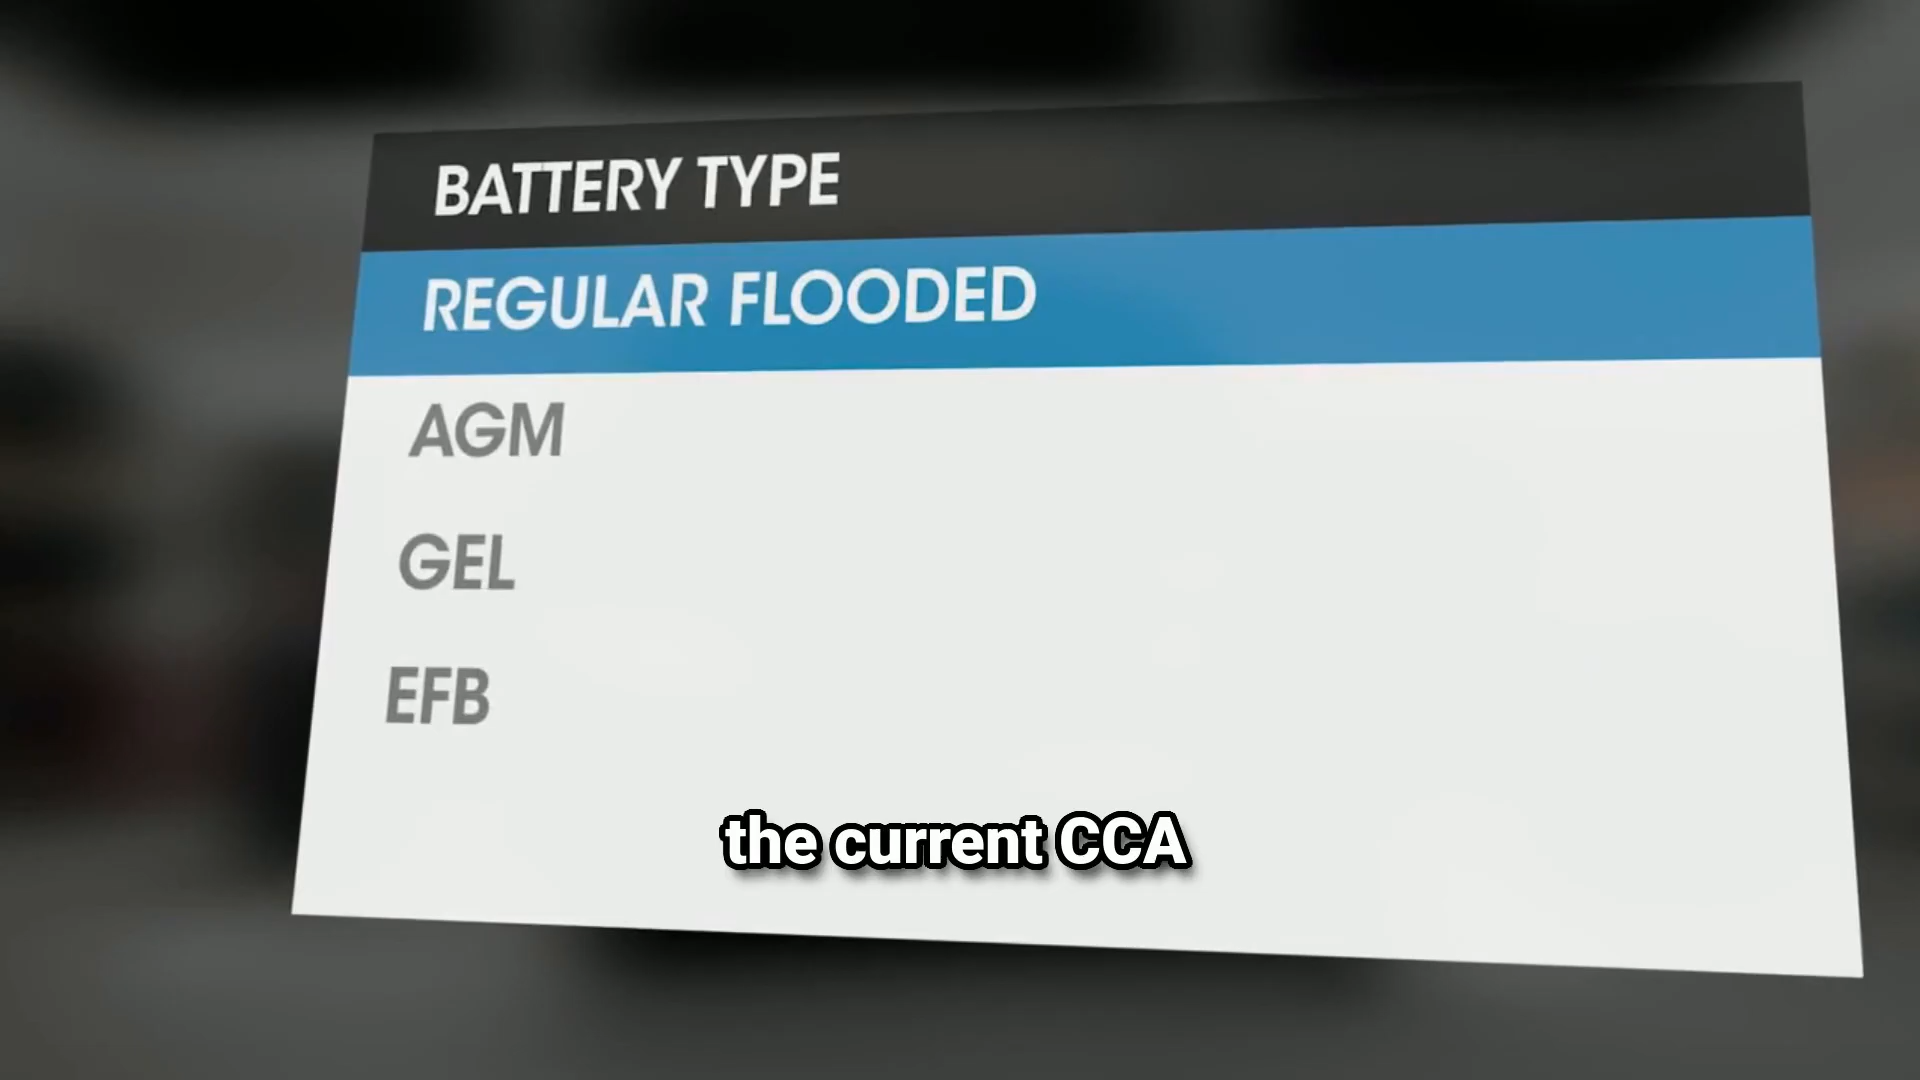 BATTERY TYPE
REGULAR FLOODED
AGM
GEL
EFB
the current CCA